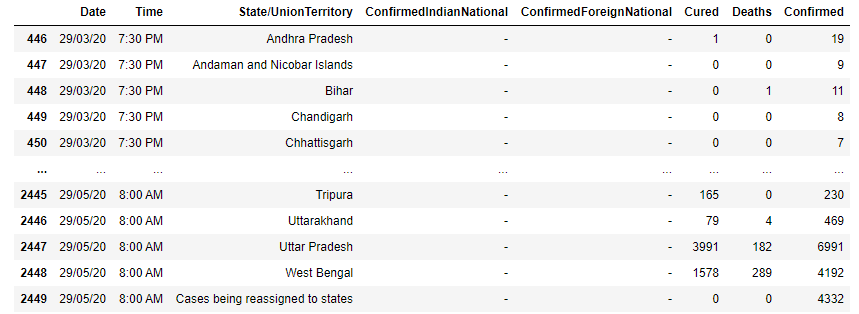 Date Time State/UnionTerritory ConfirmedIndianNational ConfirmedForeignNational Cured Deaths Confirmed
446 29/03/20 7:30 PM Andhra Pradesh - - 1 0 19
447 29/03/20 7:30 PM Andaman and Nicobar Islands - - 0 0 9
448 29/03/20 7:30 PM Bihar - - 0 1 11
449 29/03/20 7:30 PM Chandigarh - - 0 0 8
450 29/03/20 7:30 PM Chhattisgarh - - 0 0 7
... ... ... ... ... ... ... ... ...
2445 29/05/20 8:00 AM Tripura - - 165 0 230
2446 29/05/20 8:00 AM Uttarakhand - - 79 4 469
2447 29/05/20 8:00 AM Uttar Pradesh - - 3991 182 6991
2448 29/05/20 8:00 AM West Bengal - - 1578 289 4192
2449 29/05/20 8:00 AM Cases being reassigned to states - - 0 0 4332